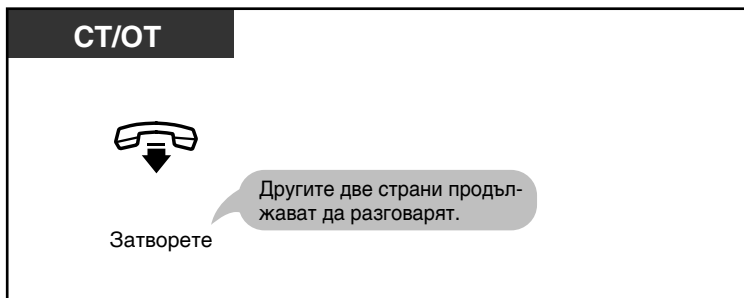 СТ/ОТ
Другите две страни продъл-
жават да разговарят.
Затворете